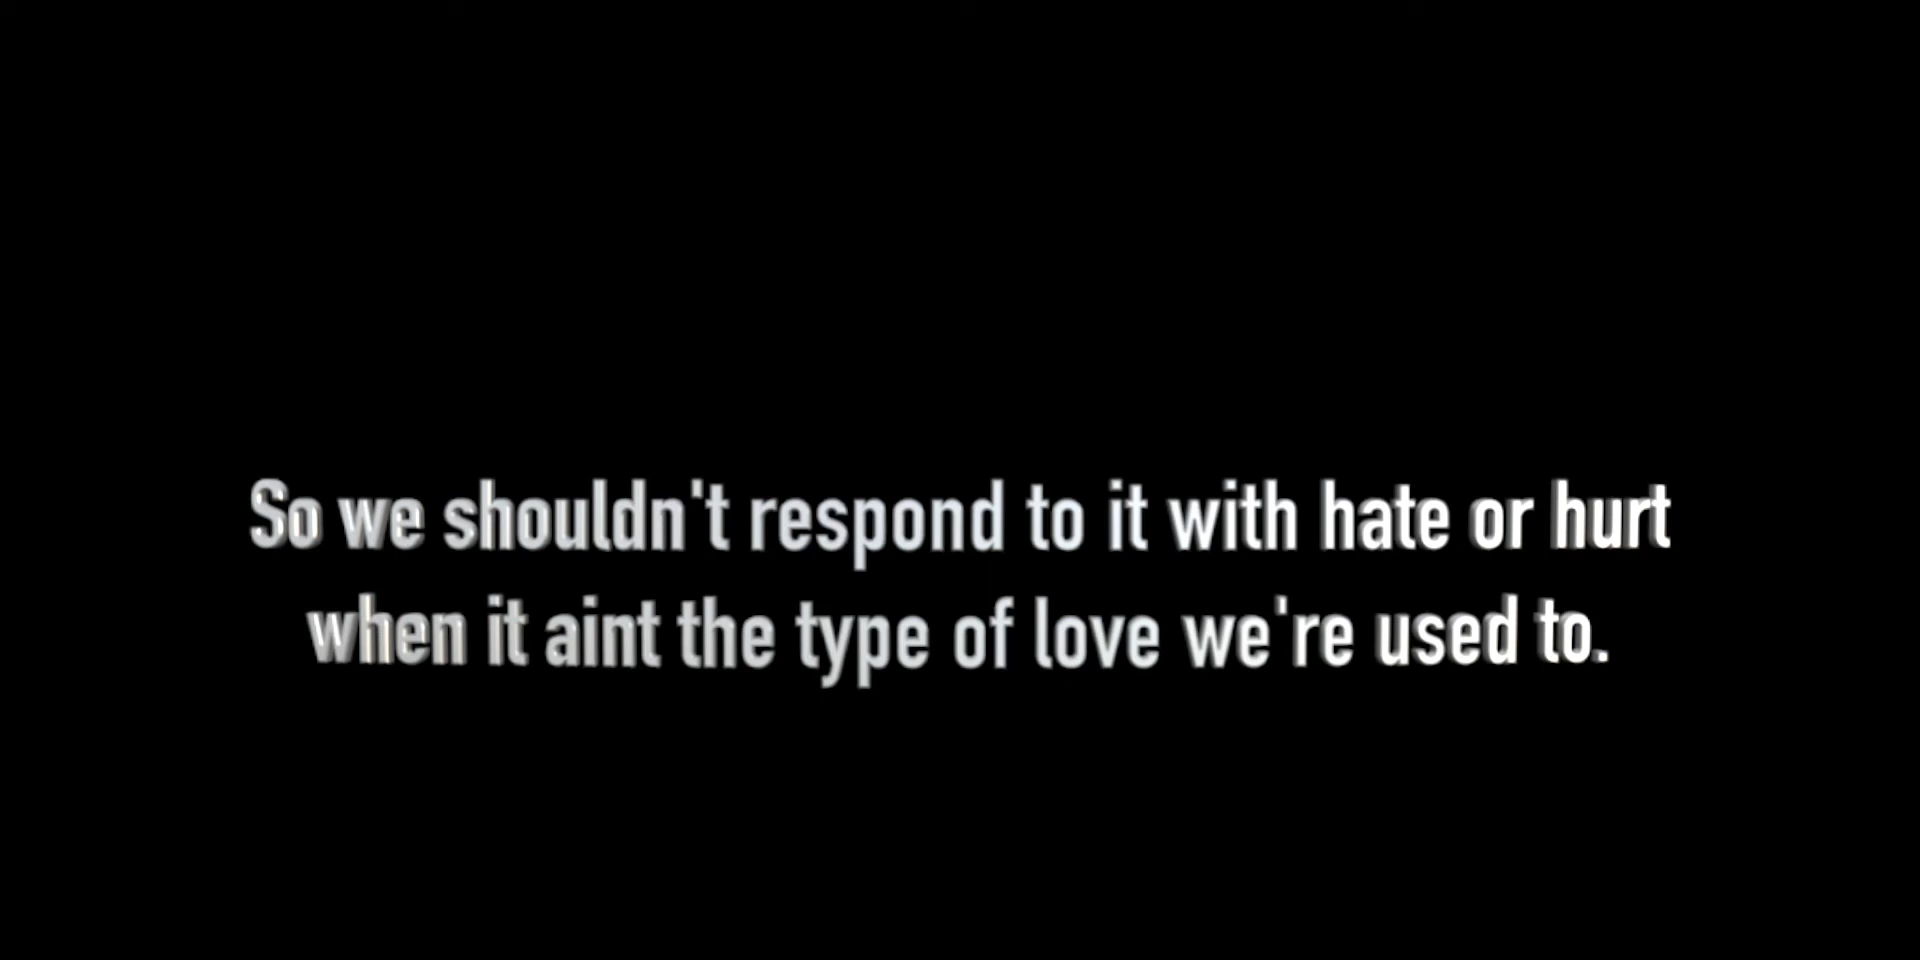 So we shouldn't respond to it with hate or hurt
when it aint the type of love we're used to.